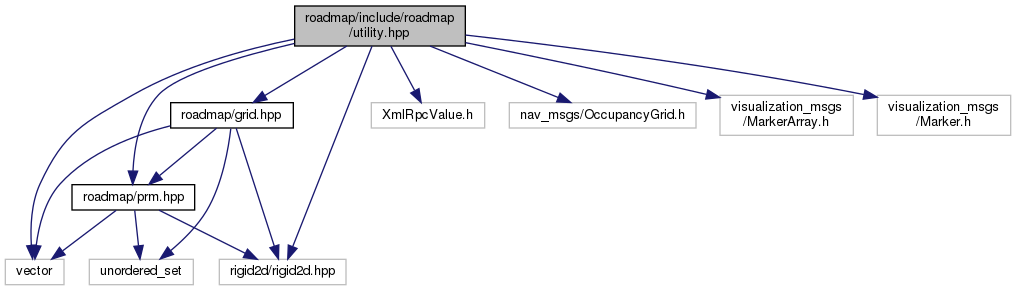 roadmap/include/roadmap
/utility.hpp
roadmap/grid.hpp
XmlRpcValue.h
nav_msgs/OccupancyGrid.h
visualization_msgs
/MarkerArray.h
visualization_msgs
/Marker.h
roadmap/prm.hpp
vector
unordered_set
rigid2d/rigid2d.hpp